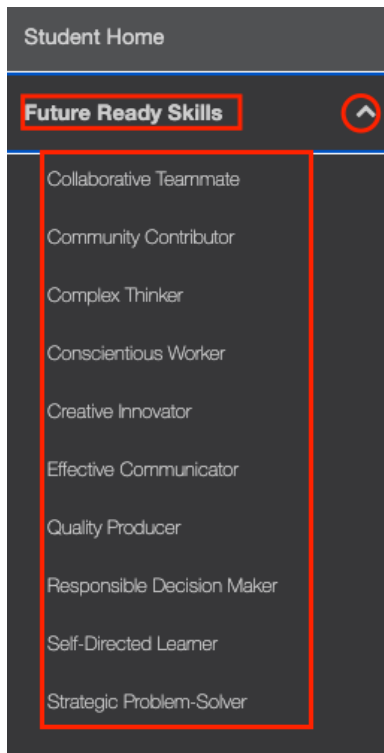 Student Home
Future Ready Skills
Collaborative Teammate
Community Contributor
Complex Thinker
Conscientious Worker
Creative Innovator
Effective Communicator
Quality Producer
Responsible Decision Maker
Self-Directed Learner
Strategic Problem-Solver